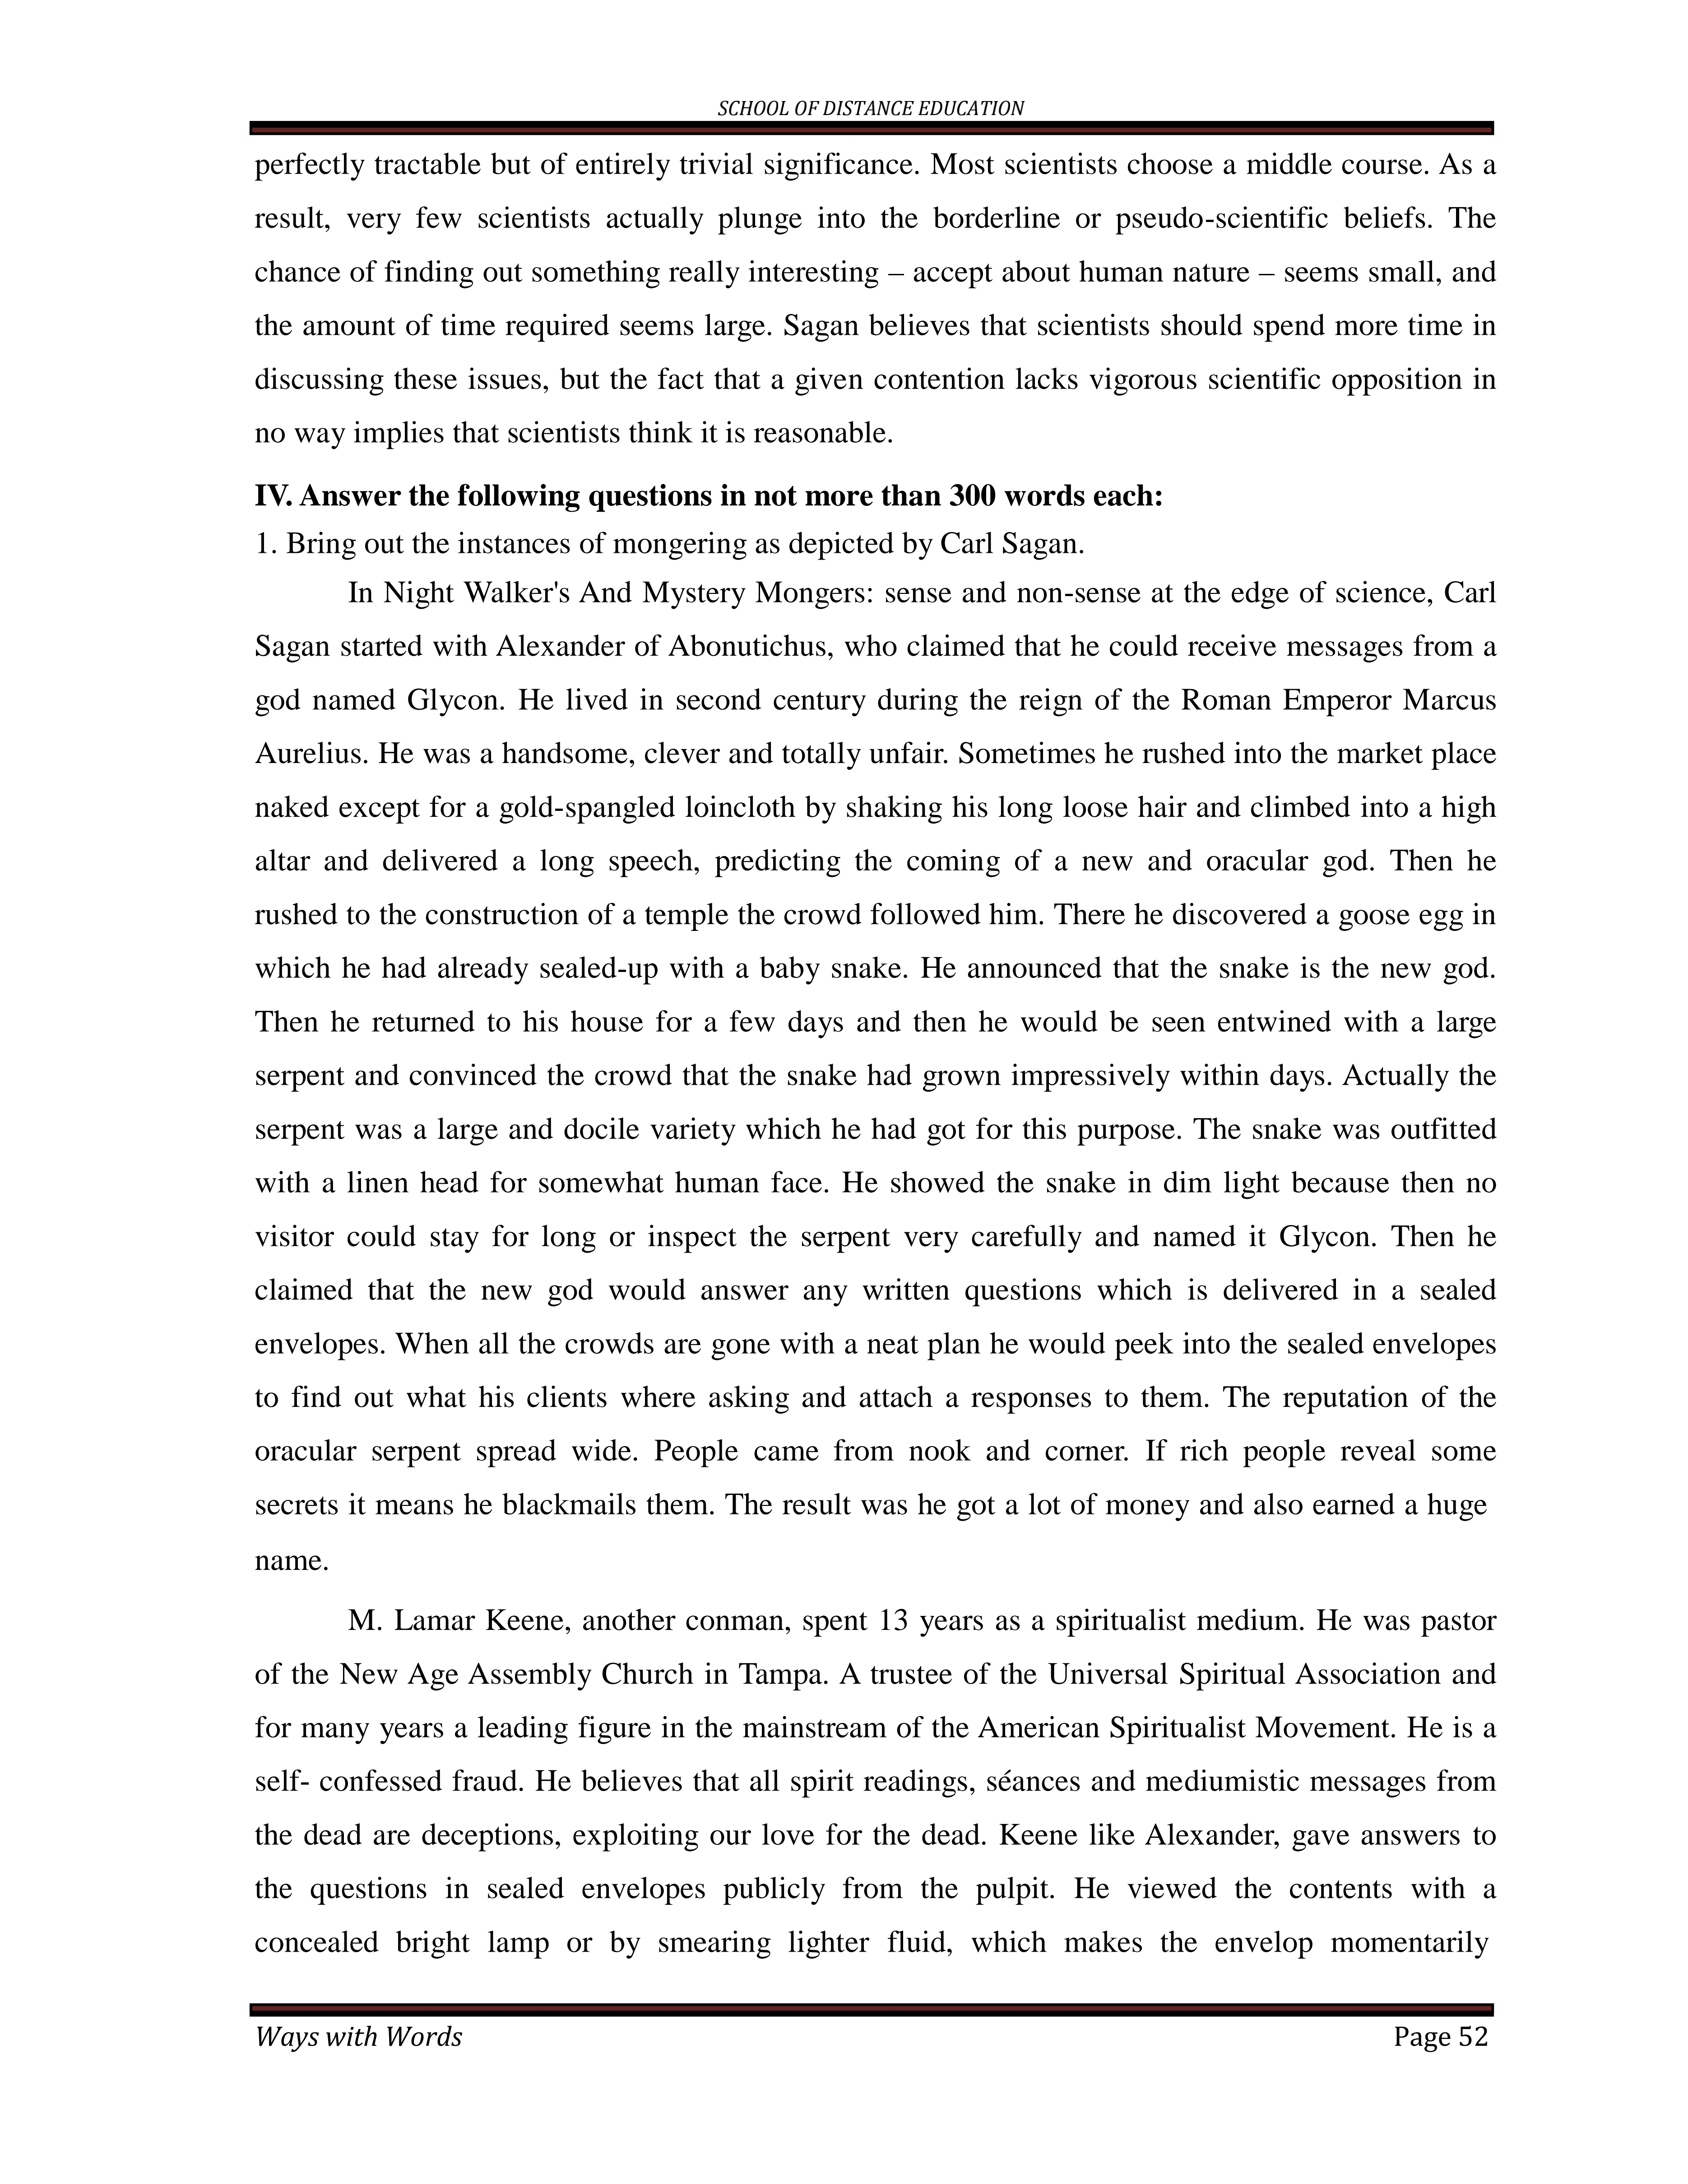 SCHOOL OF DISTANCE EDUCATION
perfectly tractable but of entirely trivial significance. Most scientists choose a middle course. As a
result, very few scientists actually plunge into the borderline or pseudo-scientific beliefs. The
chance of finding out something really interesting – accept about human nature – seems small, and
the amount of time required seems large. Sagan believes that scientists should spend more time in
discussing these issues, but the fact that a given contention lacks vigorous scientific opposition in
no way implies that scientists think it is reasonable.
IV. Answer the following questions in not more than 300 words each:
1. Bring out the instances of mongering as depicted by Carl Sagan.
In Night Walker's And Mystery Mongers: sense and non-sense at the edge of science, Carl
Sagan started with Alexander of Abonutichus, who claimed that he could receive messages from a
god named Glycon. He lived in second century during the reign of the Roman Emperor Marcus
Aurelius. He was a handsome, clever and totally unfair. Sometimes he rushed into the market place
naked except for a gold-spangled loincloth by shaking his long loose hair and climbed into a high
altar and delivered a long speech, predicting the coming of a new and oracular god. Then he
rushed to the construction of a temple the crowd followed him. There he discovered a goose egg in
which he had already sealed-up with a baby snake. He announced that the snake is the new god.
Then he returned to his house for a few days and then he would be seen entwined with a large
serpent and convinced the crowd that the snake had grown impressively within days. Actually the
serpent was a large and docile variety which he had got for this purpose. The snake was outfitted
with a linen head for somewhat human face. He showed the snake in dim light because then no
visitor could stay for long or inspect the serpent very carefully and named it Glycon. Then he
claimed that the new god would answer any written questions which is delivered in a sealed
envelopes. When all the crowds are gone with a neat plan he would peek into the sealed envelopes
to find out what his clients where asking and attach a responses to them. The reputation of the
oracular serpent spread wide. People came from nook and corner. If rich people reveal some
secrets it means he blackmails them. The result was he got a lot of money and also earned a huge
name.
M. Lamar Keene, another conman, spent 13 years as a spiritualist medium. He was pastor
of the New Age Assembly Church in Tampa. A trustee of the Universal Spiritual Association and
for many years a leading figure in the mainstream of the American Spiritualist Movement. He is a
self- confessed fraud. He believes that all spirit readings, séances and mediumistic messages from
the dead are deceptions, exploiting our love for the dead. Keene like Alexander, gave answers to
the questions in sealed envelopes publicly from the pulpit. He viewed the contents with a
concealed bright lamp or by smearing lighter fluid, which makes the envelop momentarily
Ways with Words Page 52